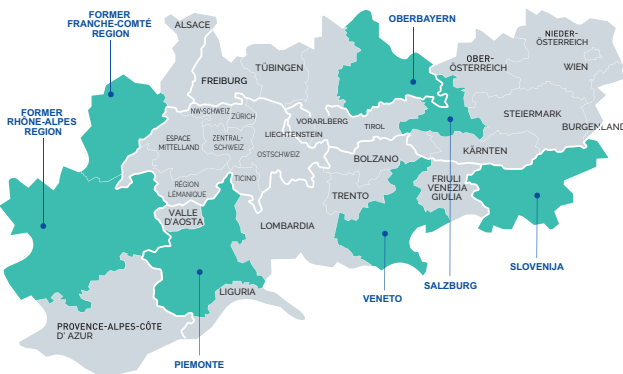 FORMER
FRANCHE-COMTÉ
REGION
ALSACE
OBERBAYERN
NIEDER-
ÖSTERREICH
OBER-
ÖSTERREICH
WIEN
TÜBINGEN
FREIBURG
FORMER
RHÔNE-ALPES
REGION
NW-SCHWEIZ
ZÜRICH
VORARLBERG
TIROL
STEIERMARK
BURGENLAND
LIECHTENSTEIN
ESPACE
MITTELLAND
ZENTRAL-
SCHWEIZ
OSTSCHWEIZ
BOLZANO
KÄRNTEN
TICINO
RÉGION
LÉMANIQUE
TRENTO
FRIULI
VENEZIA
GIULIA
VALLE
D'AOSTA
LOMBARDIA
SLOVENIJA
SALZBURG
LIGURIA
VENETO
PROVENCE-ALPES-CÔTE
D' AZUR
PIEMONTE